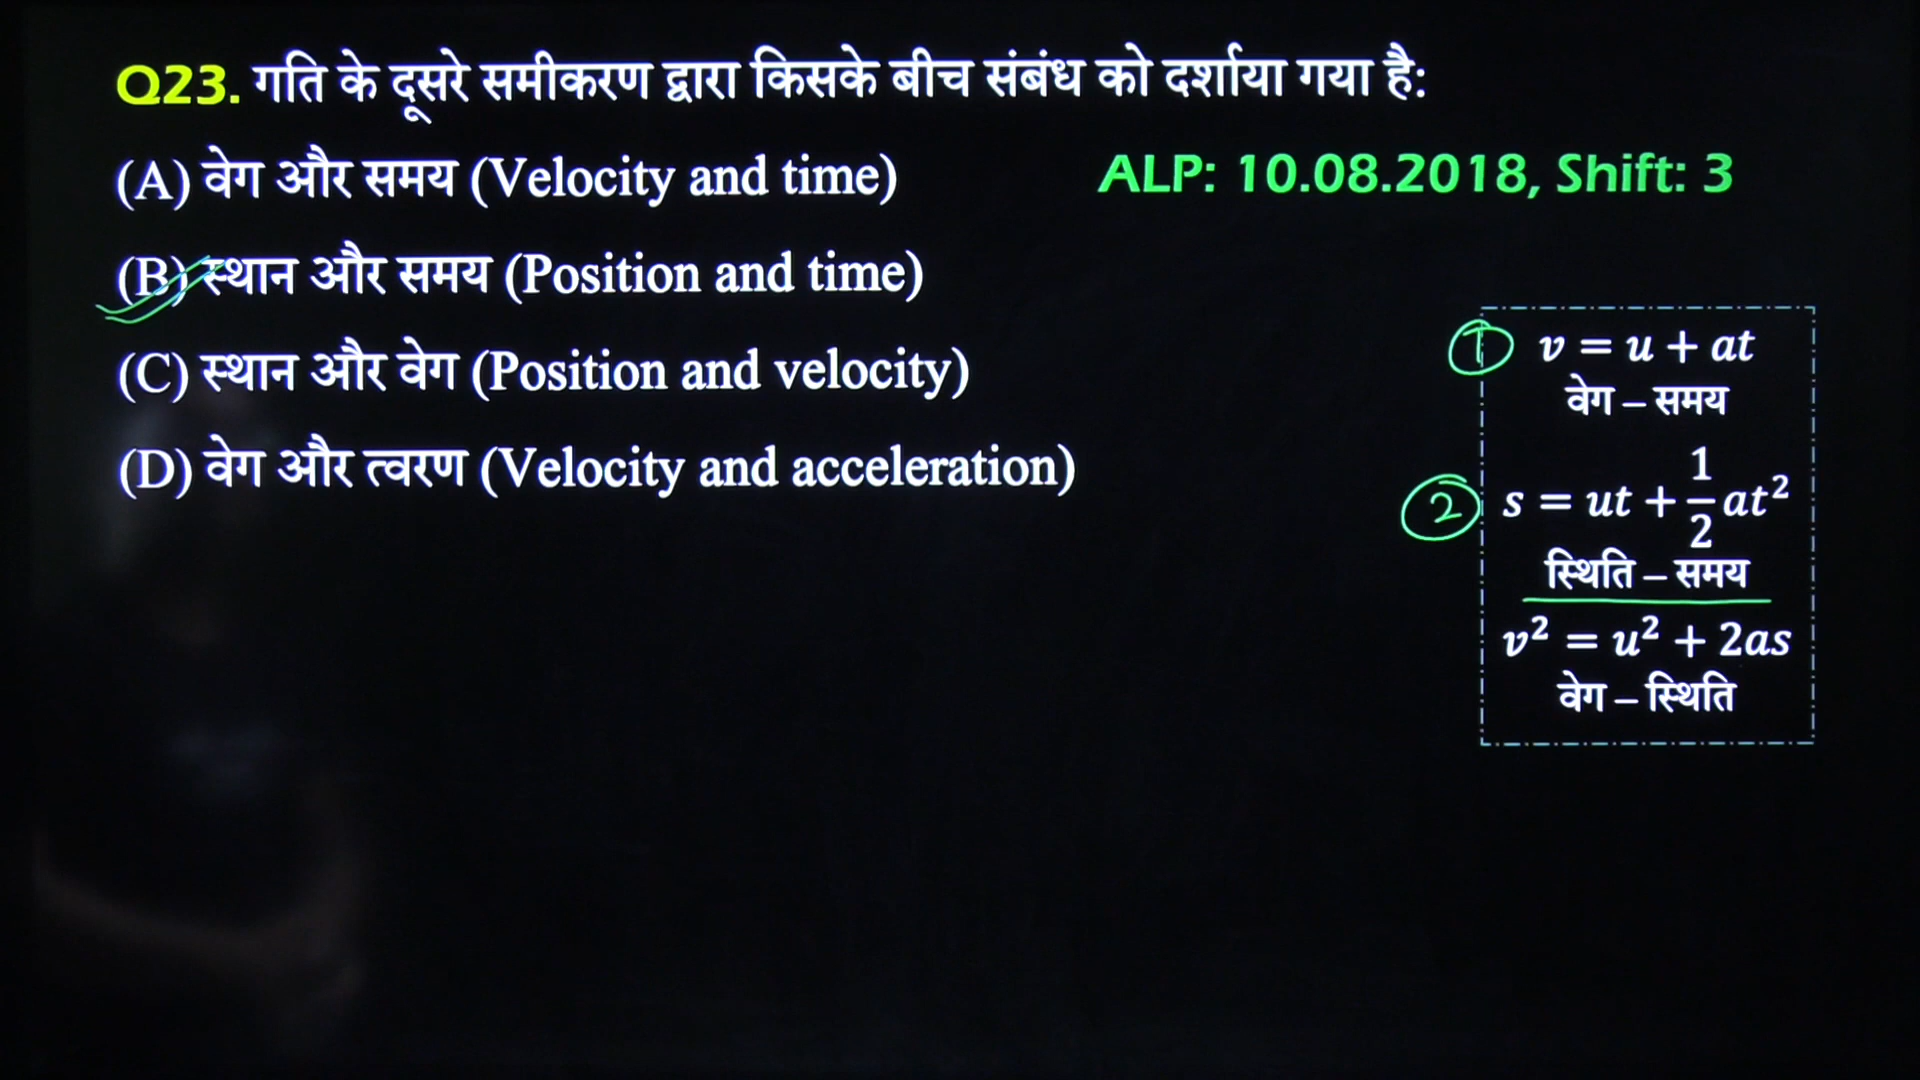 Q23. गति के दूसरे समीकरण द्वारा किसके बीच संबंध को दर्शाया गया है:
(A) वेग और समय (Velocity and time)
ALP: 10.08.2018, Shift: 3
(B) स्थान और समय (Position and time)
(C) स्थान और वेग (Position and velocity)
(D) वेग और त्वरण (Velocity and acceleration)
1 v = u + at
वेग – समय
2 s = ut + 1/2 at²
स्थिति – समय
v² = u² + 2as
वेग – स्थिति